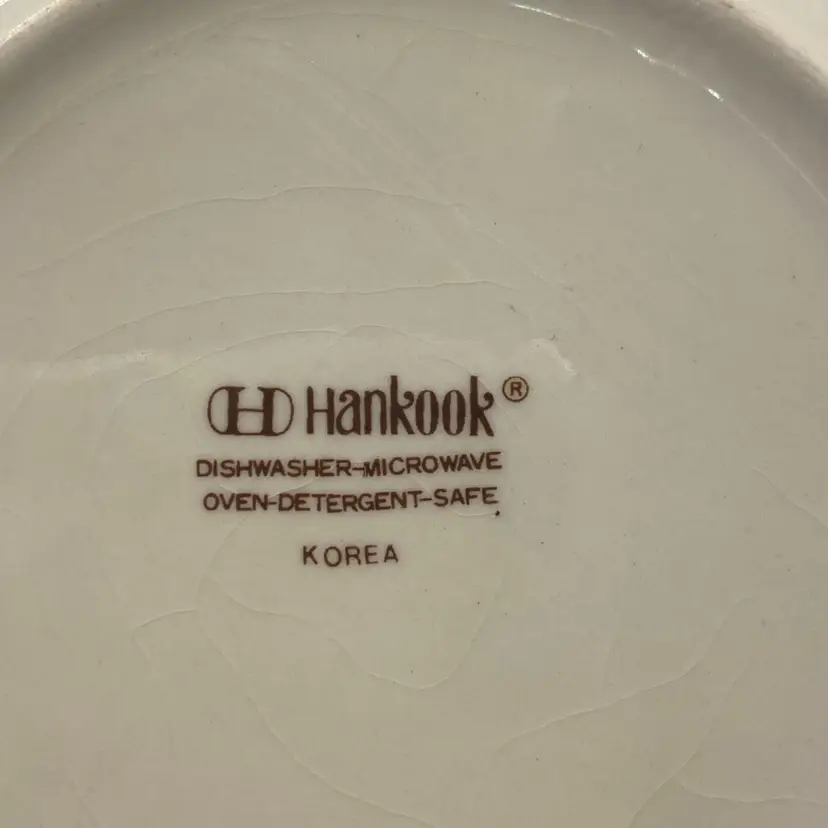 H Hankook®
DISHWASHER-MICROWAVE
OVEN-DETERGENT-SAFE
KOREA